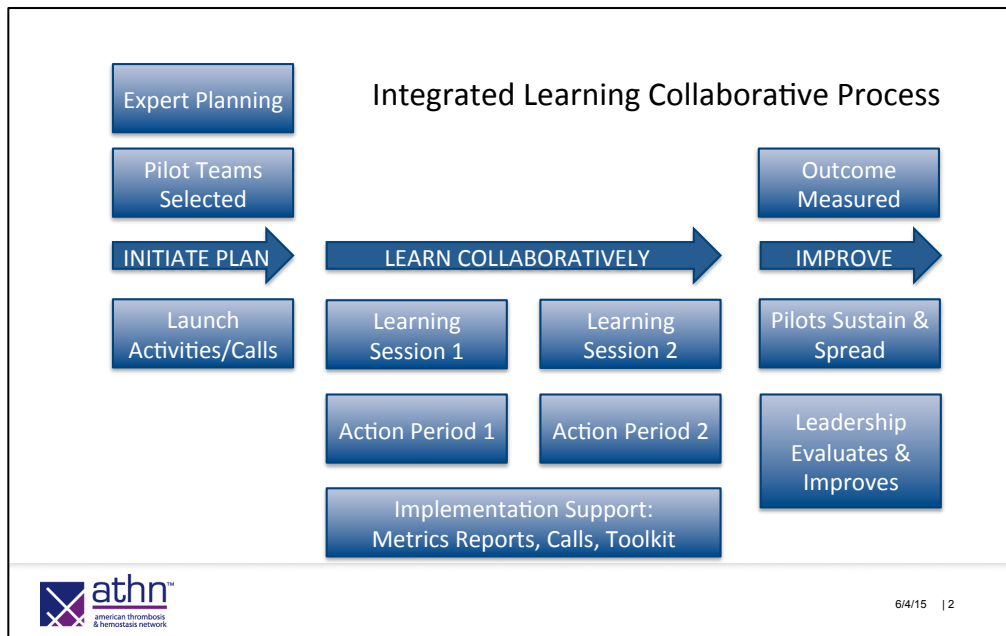 Integrated Learning Collaborative Process
Expert Planning
Pilot Teams
Selected
INITIATE PLAN
Launch
Activities/Calls
LEARN COLLABORATIVELY
Learning
Session 1
Learning
Session 2
Action Period 1
Action Period 2
Implementation Support:
Metrics Reports, Calls, Toolkit
Outcome
Measured
IMPROVE
Pilots Sustain &
Spread
Leadership
Evaluates &
Improves
athn™
american thrombosis
& hemostasis network
6/4/15 | 2